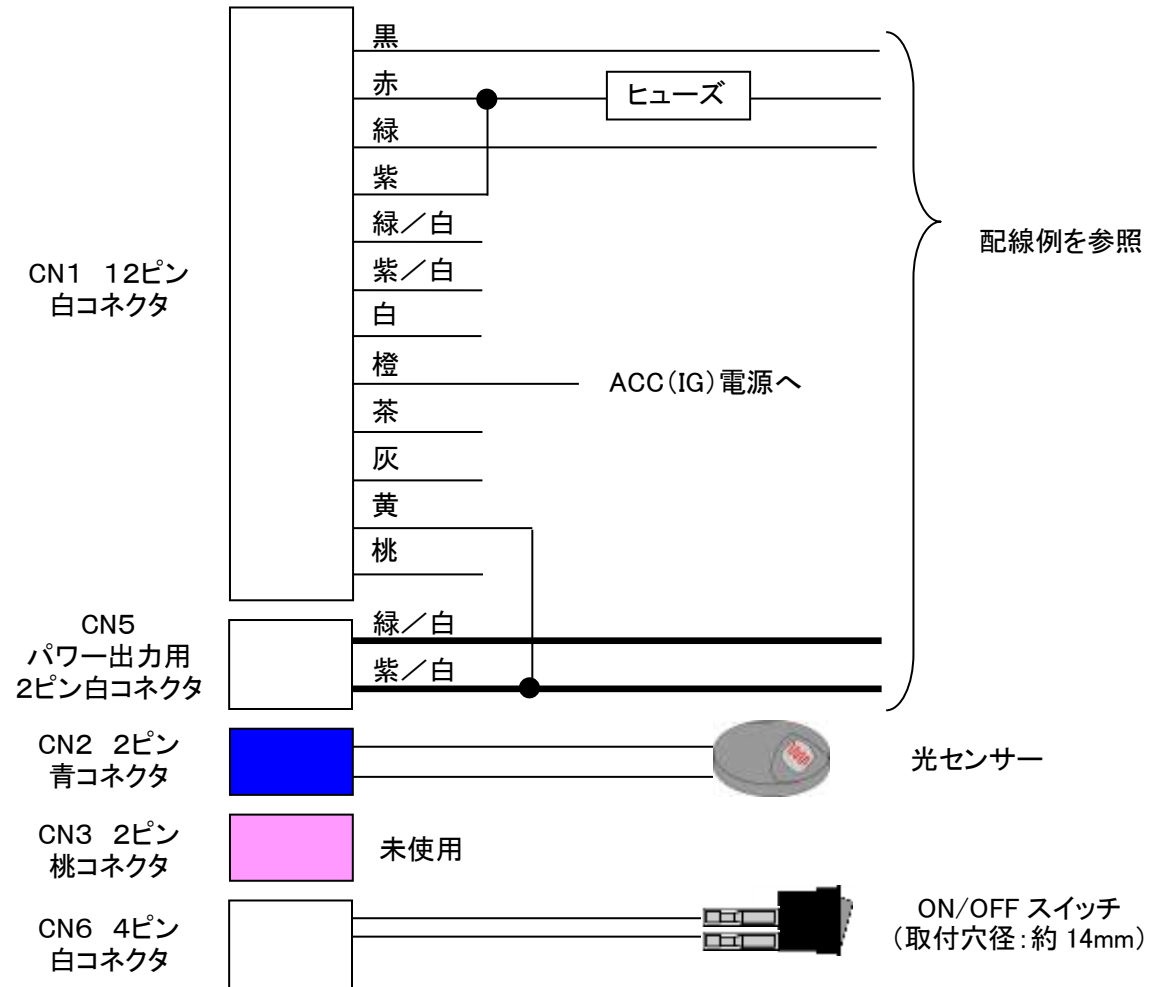 黒
赤
ヒューズ
緑
紫
緑／白
紫／白
白
橙
ACC（IG）電源へ
茶
灰
黄
桃
CN1　12ピン
白コネクタ
配線例を参照
CN5
パワー出力用
2ピン白コネクタ
緑／白
紫／白
CN2　2ピン
青コネクタ
光センサー
CN3　2ピン
桃コネクタ
未使用
CN6　4ピン
白コネクタ
ON/OFF スイッチ
（取付穴径：約 14mm）